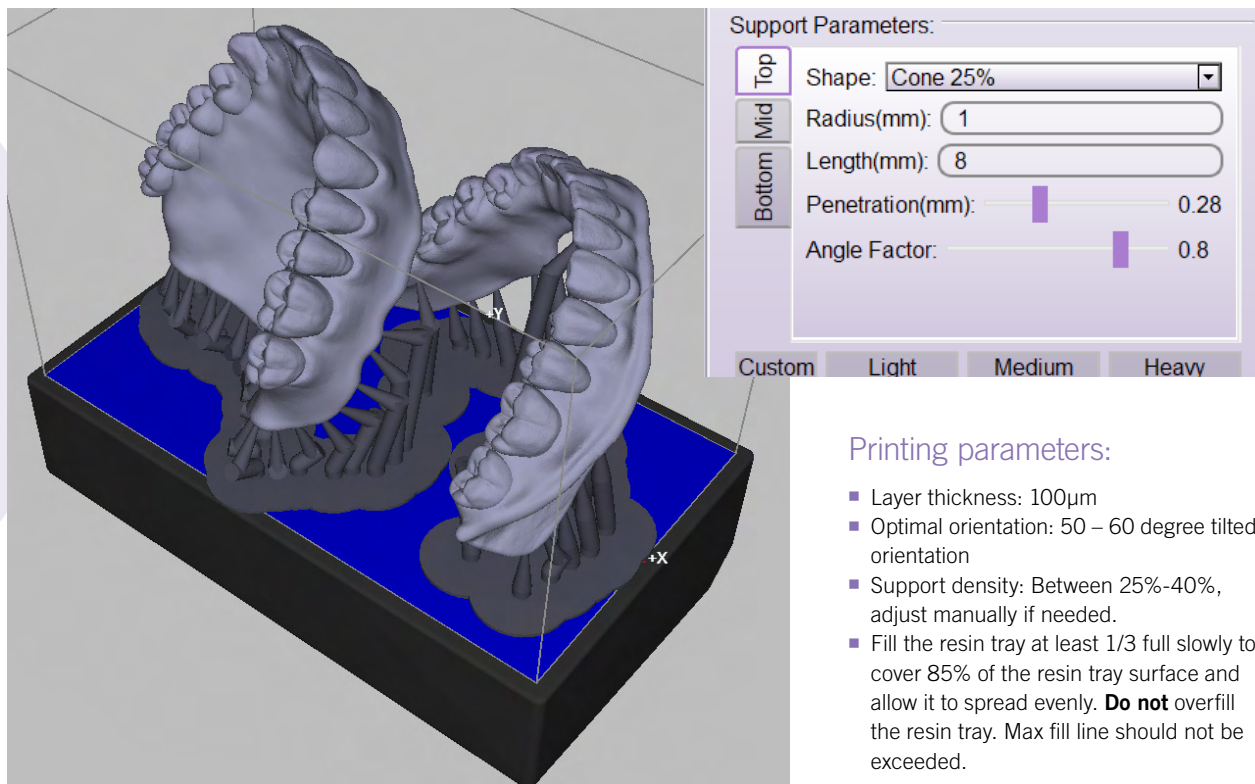 Support Parameters:
Top
Shape: Cone 25%
Mid
Radius(mm): 1
Length(mm): 8
Bottom
Penetration(mm): 0.28
Angle Factor: 0.8
Custom Light Medium Heavy
+Y
+X
Printing parameters:
■ Layer thickness: 100µm
■ Optimal orientation: 50 – 60 degree tilted
orientation
■ Support density: Between 25%-40%,
adjust manually if needed.
■ Fill the resin tray at least 1/3 full slowly to
cover 85% of the resin tray surface and
allow it to spread evenly. Do not overfill
the resin tray. Max fill line should not be
exceeded.